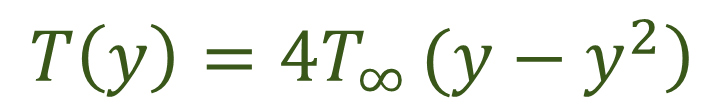 T(y) = 4T∞ (y − y²)